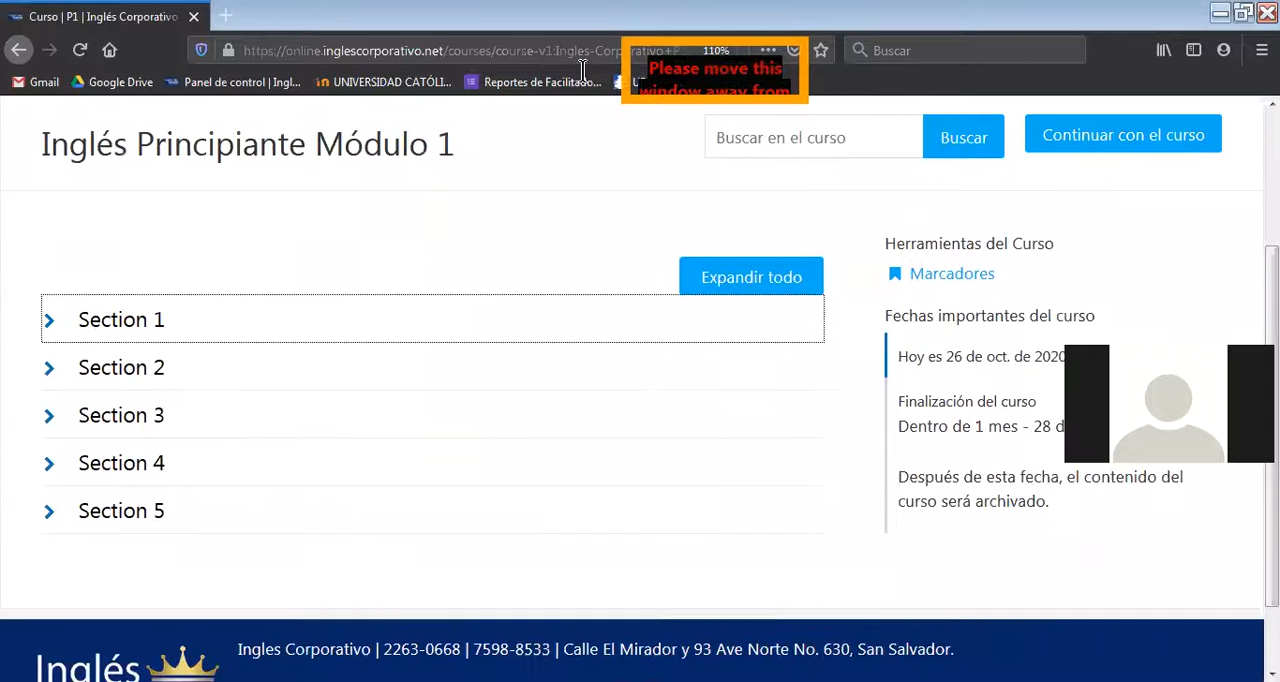 Curso | P1 | Inglés Corporativo
https://online.inglescorporativo.net/courses/course-v1:Ingles-Corporativo+P
110%
Buscar
Please move this
window away from
Gmail
Google Drive
Panel de control | Ingl...
UNIVERSIDAD CATÓLI...
Reportes de Facilitado...
Inglés Principiante Módulo 1
Buscar en el curso
Buscar
Continuar con el curso
Herramientas del Curso
Marcadores
Expandir todo
Fechas importantes del curso
Section 1
Section 2
Section 3
Section 4
Section 5
Hoy es 26 de oct. de 2020
Finalización del curso
Dentro de 1 mes - 28 d
Después de esta fecha, el contenido del
curso será archivado.
Inglés
Ingles Corporativo | 2263-0668 | 7598-8533 | Calle El Mirador y 93 Ave Norte No. 630, San Salvador.